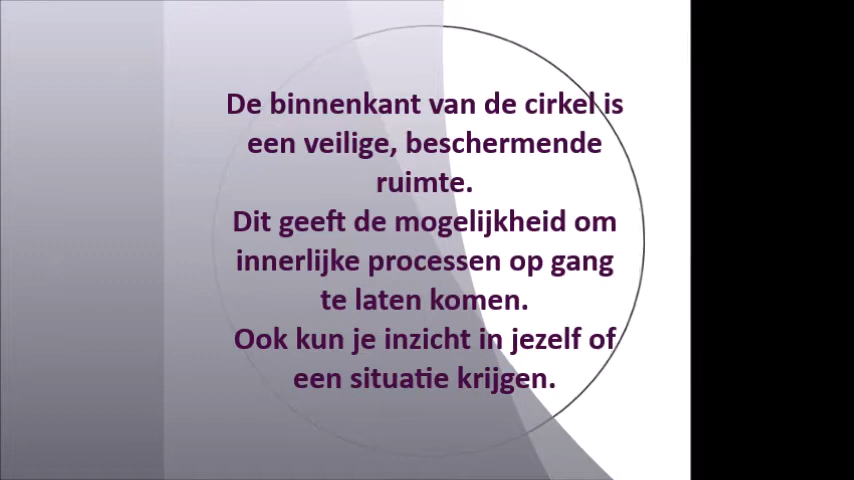 De binnenkant van de cirkel is
een veilige, beschermende
ruimte.
Dit geeft de mogelijkheid om
innerlijke processen op gang
te laten komen.
Ook kun je inzicht in jezelf of
een situatie krijgen.